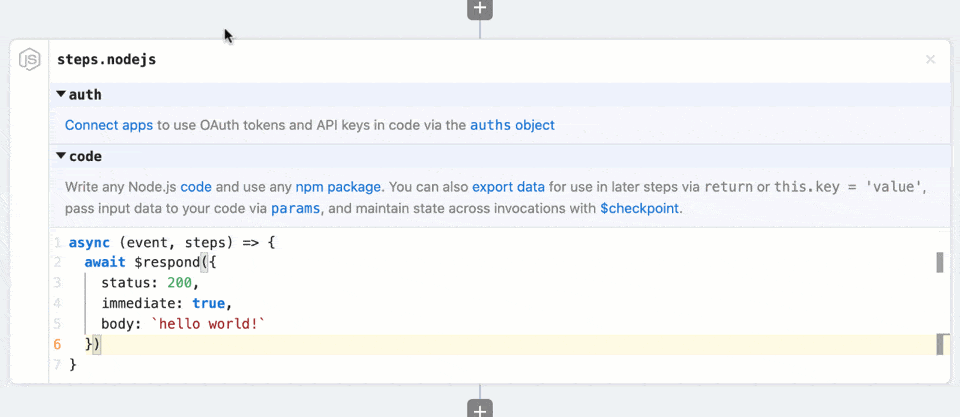 JS
steps.nodejs
auth
Connect apps to use OAuth tokens and API keys in code via the auths object
code
Write any Node.js code and use any npm package. You can also export data for use in later steps via return or this.key = 'value',
pass input data to your code via params, and maintain state across invocations with $checkpoint.
1 async (event, steps) => {
2 await $respond({
3 status: 200,
4 immediate: true,
5 body: `hello world!`
6 })
7 }